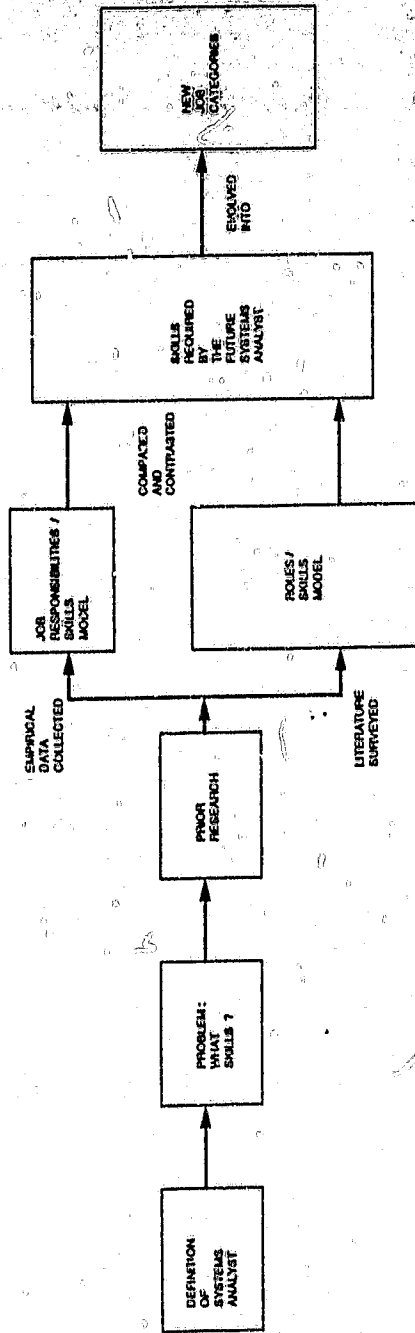 DEFINITION
OF
SYSTEMS
ANALYST
PROBLEM:
WHAT
SKILLS ?
PRIOR
RESEARCH
EMPIRICAL
DATA
COLLECTED
LITERATURE
SURVEYED
JOB
RESPONSIBILITIES /
SKILLS
MODEL
ROLES /
SKILLS
MODEL
COMPARED
AND
CONTRASTED
SKILLS
REQUIRED
BY
THE
FUTURE
SYSTEMS
ANALYST
EVOLVED
INTO
NEW
JOB
CATEGORIES